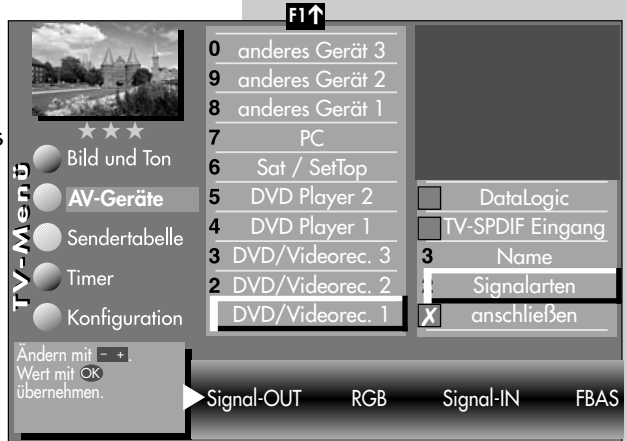 F1↑
s
TV-Menü
Bild und Ton
AV-Geräte
Sendertabelle
Timer
Konfiguration
0 anderes Gerät 3
9 anderes Gerät 2
8 anderes Gerät 1
7 PC
6 Sat / SetTop
5 DVD Player 2
4 DVD Player 1
3 DVD/Videorec. 3
2 DVD/Videorec. 2
DVD/Videorec. 1
DataLogic
TV-SPDIF Eingang
3 Name
2 Signalarten
X anschließen
Ändern mit - +.
Wert mit OK
übernehmen.
Signal-OUT RGB Signal-IN FBAS